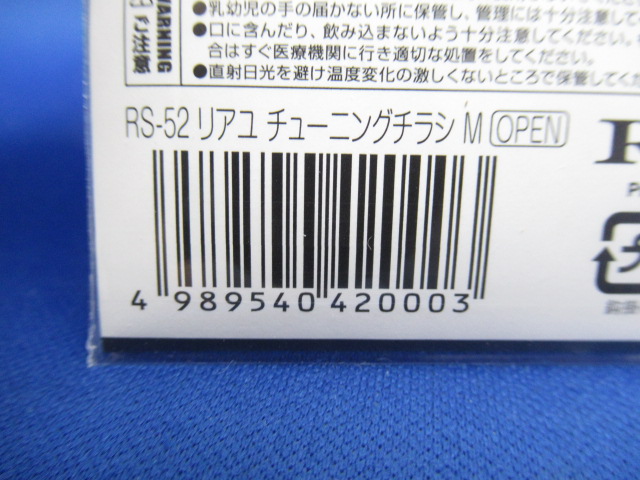 ●乳幼児の手の届かない所に保管し、管理には十分注意して
●口に含んだり、飲み込まないよう十分注意してください。
合はすぐ医療機関に行き適切な処置をしてください。
●直射日光を避け温度変化の激しくないところで保管してく
WARNING
RS-52 リアユ チューニングチラシ M OPEN
4 989540 420003